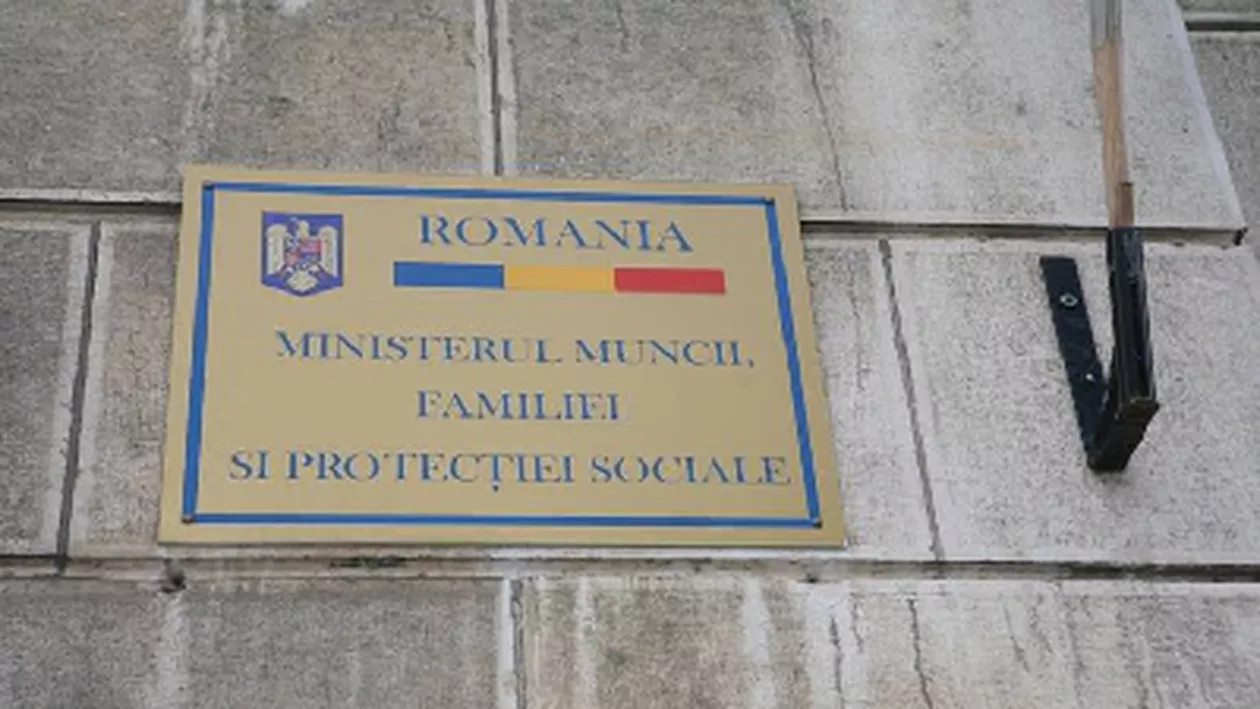 ROMANIA
MINISTERUL MUNCII,
FAMILIEI
SI PROTECȚIEI SOCIALE